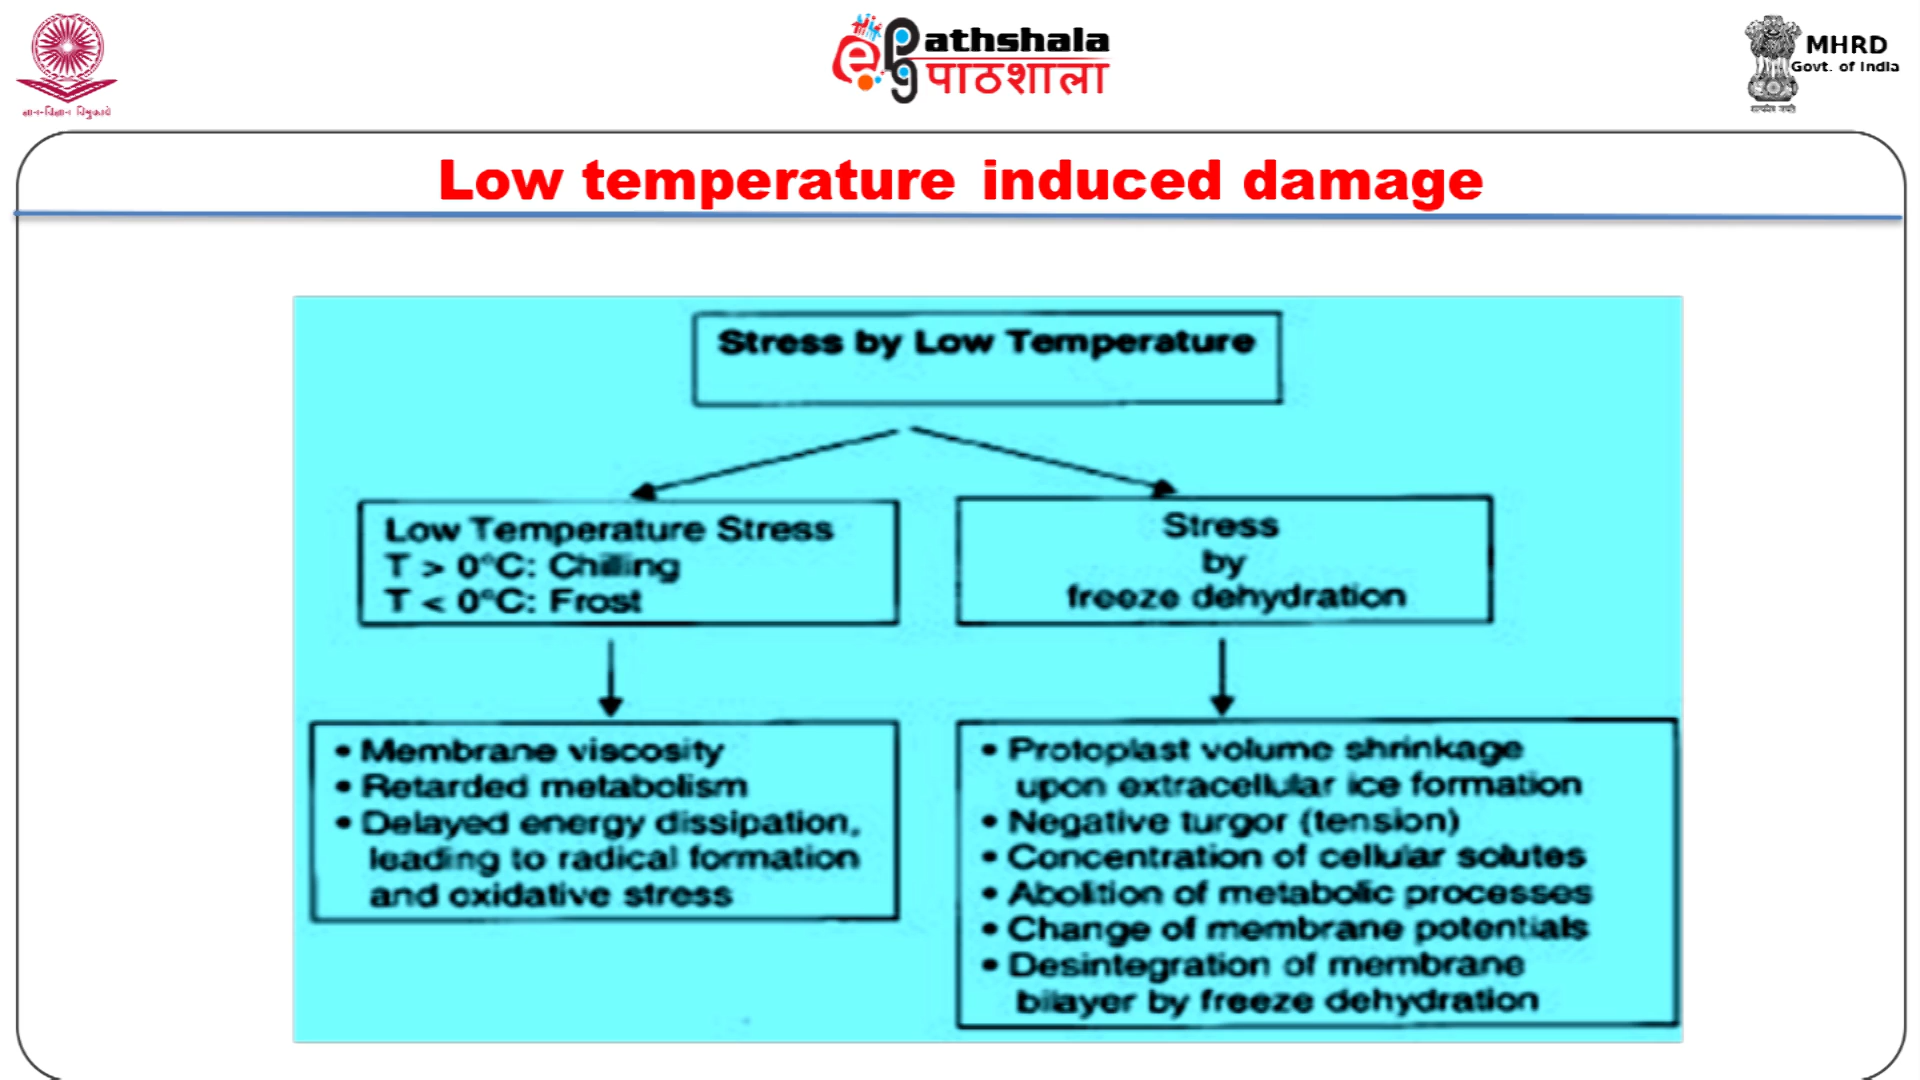 athshala
पाठशाला
MHRD
Govt. of India
Low temperature induced damage
Stress by Low Temperature
Low Temperature Stress
T > 0°C: Chilling
T < 0°C: Frost
Stress
by
freeze dehydration
• Membrane viscosity
• Retarded metabolism
• Delayed energy dissipation,
leading to radical formation
and oxidative stress
• Protoplast volume shrinkage
upon extracellular ice formation
• Negative turgor (tension)
• Concentration of cellular solutes
• Abolition of metabolic processes
• Change of membrane potentials
• Desintegration of membrane
bilayer by freeze dehydration